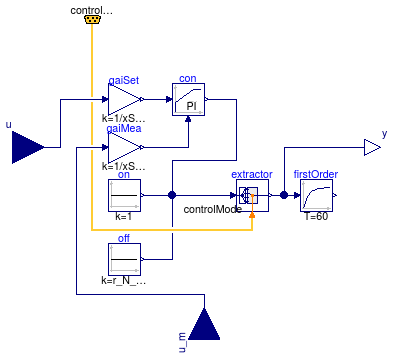 control...
gaiSet
con
PI
k=1/xS...
u
y
gaiMea
k=1/xS...
on
k=1
extractor
controlMode
firstOrder
T=60
off
k=r_N_...
u_m